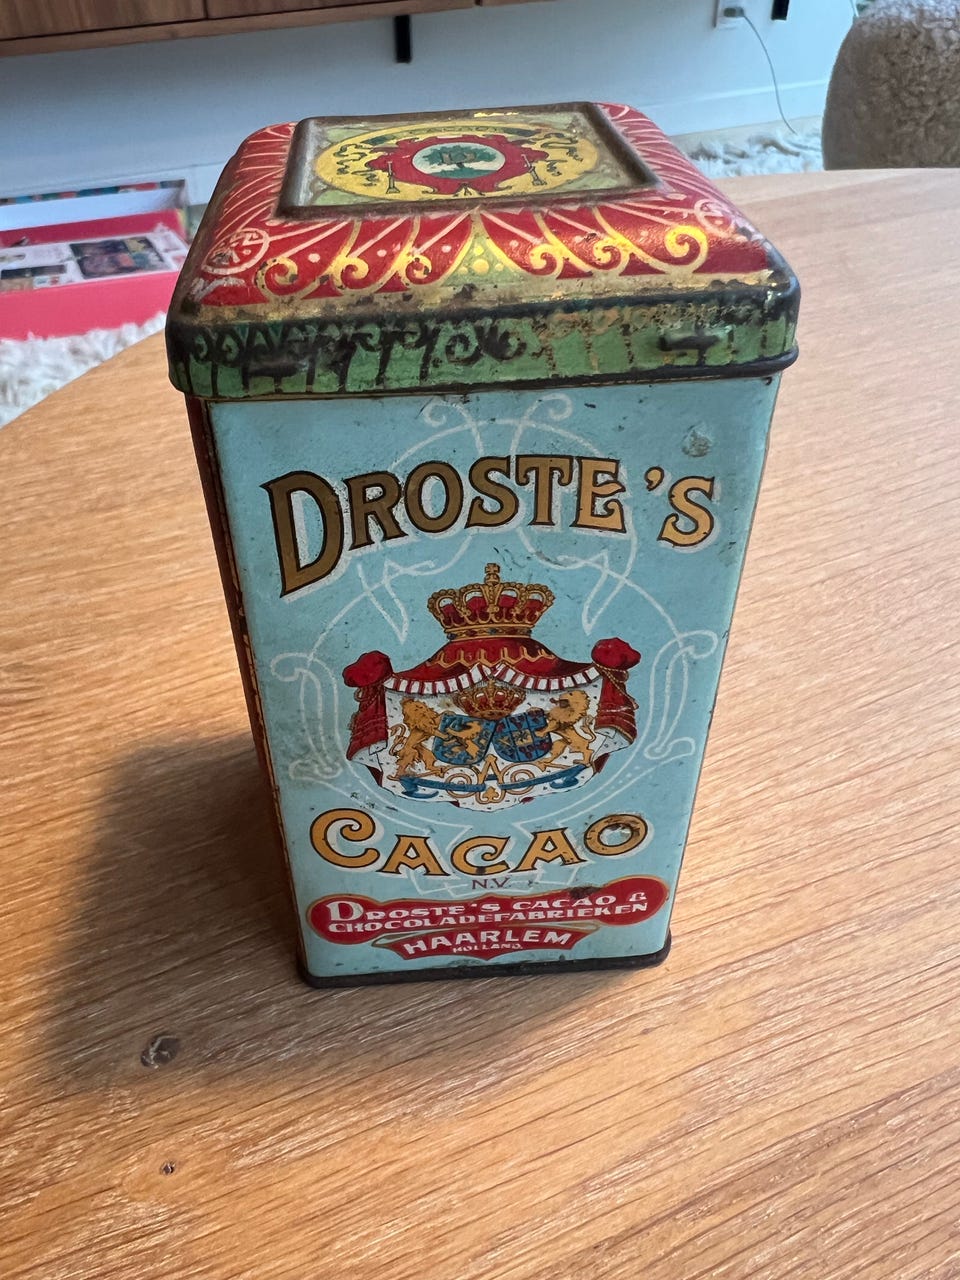 DROSTE'S
CACAO
N.V.
DROSTE'S CACAO &
CHOCOLADEFABRIEKEN
HAARLEM
HOLLAND.